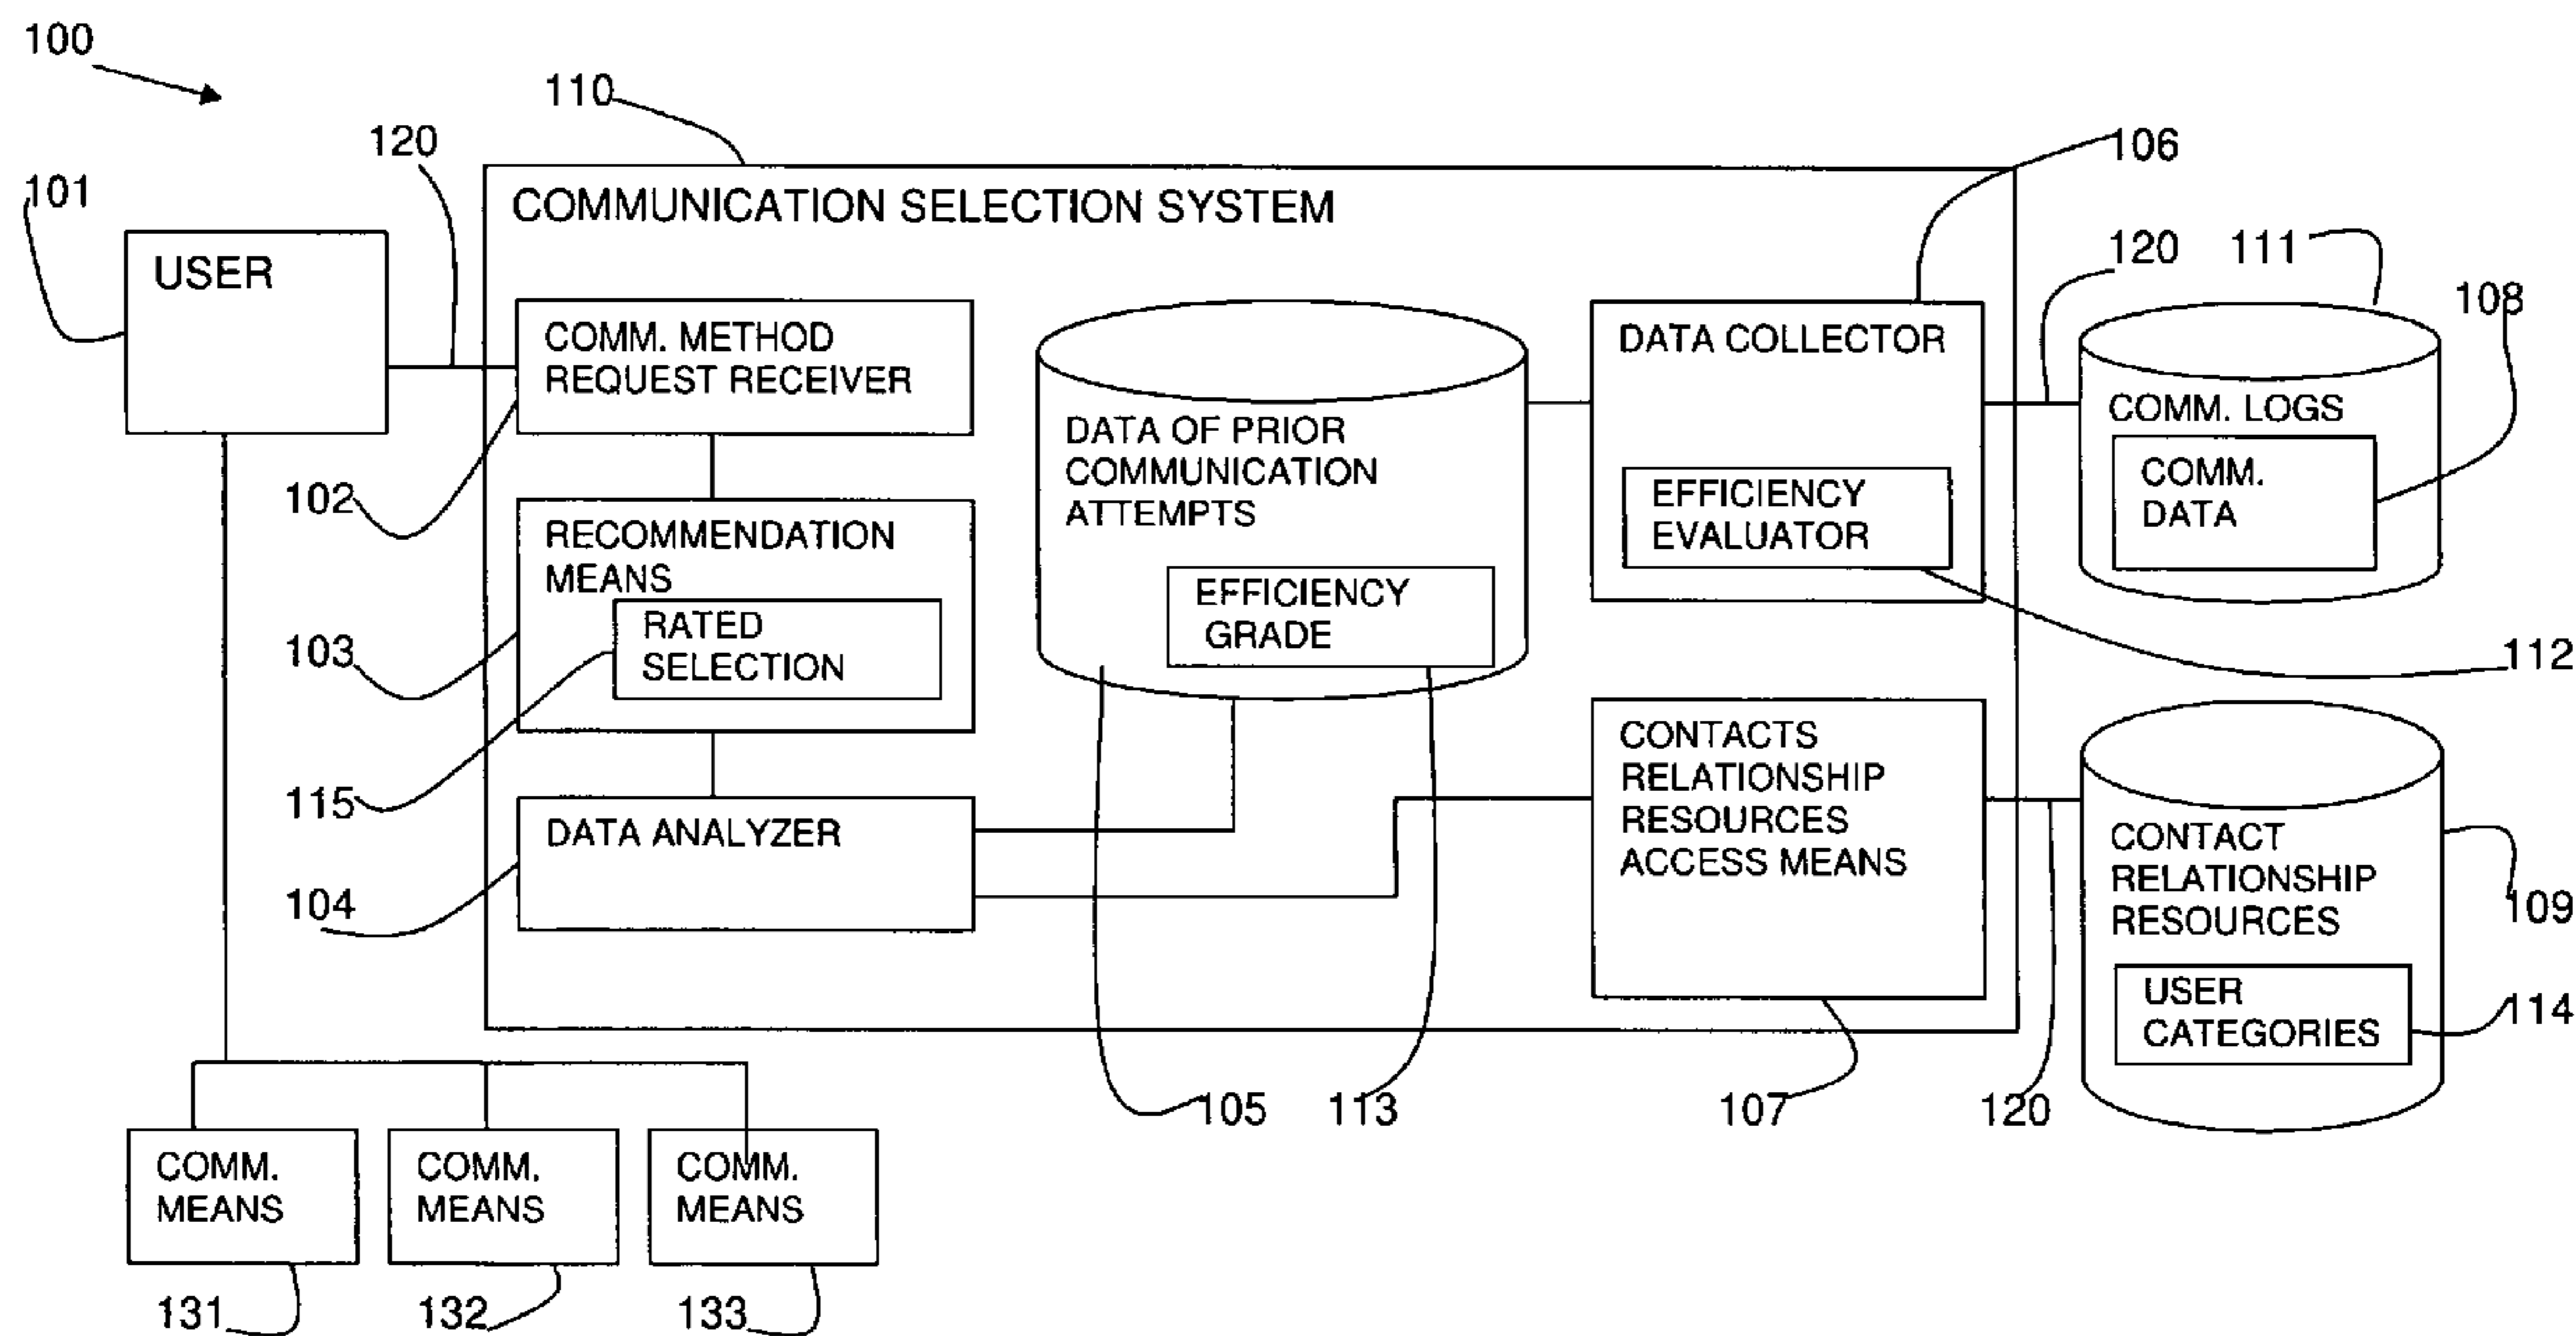 100
110
120
106
101
COMMUNICATION SELECTION SYSTEM
120
111
USER
108
COMM. METHOD
REQUEST RECEIVER
DATA COLLECTOR
COMM. LOGS
DATA OF PRIOR
COMMUNICATION
ATTEMPTS
COMM.
DATA
102
EFFICIENCY
EVALUATOR
RECOMMENDATION
MEANS
EFFICIENCY
GRADE
103
RATED
SELECTION
112
CONTACTS
RELATIONSHIP
RESOURCES
ACCESS MEANS
115
DATA ANALYZER
CONTACT
RELATIONSHIP
RESOURCES
104
109
USER
CATEGORIES
114
105
113
107
120
COMM.
MEANS
COMM.
MEANS
COMM.
MEANS
131
132
133